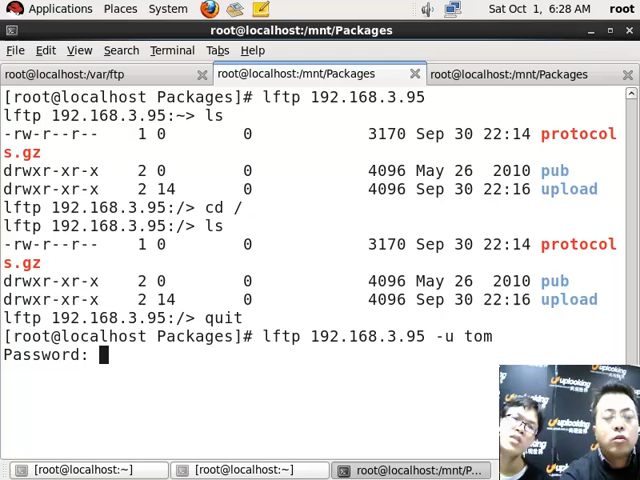 Applications Places System Sat Oct 1, 6:28 AM root
root@localhost:/mnt/Packages
File Edit View Search Terminal Tabs Help
root@localhost:/var/ftp root@localhost:/mnt/Packages root@localhost:/mnt/Packages
[root@localhost Packages]# lftp 192.168.3.95
lftp 192.168.3.95:~> ls
-rw-r--r-- 1 0 0 3170 Sep 30 22:14 protocol
s.gz
drwxr-xr-x 2 0 0 4096 May 26 2010 pub
drwxr-xr-x 2 14 0 4096 Sep 30 22:16 upload
lftp 192.168.3.95:/> cd /
lftp 192.168.3.95:/> ls
-rw-r--r-- 1 0 0 3170 Sep 30 22:14 protocol
s.gz
drwxr-xr-x 2 0 0 4096 May 26 2010 pub
drwxr-xr-x 2 14 0 4096 Sep 30 22:16 upload
lftp 192.168.3.95:/> quit
[root@localhost Packages]# lftp 192.168.3.95 -u tom
Password:
uplooking
uplooking
[root@localhost:~] [root@localhost:~] root@localhost:/mnt/P...